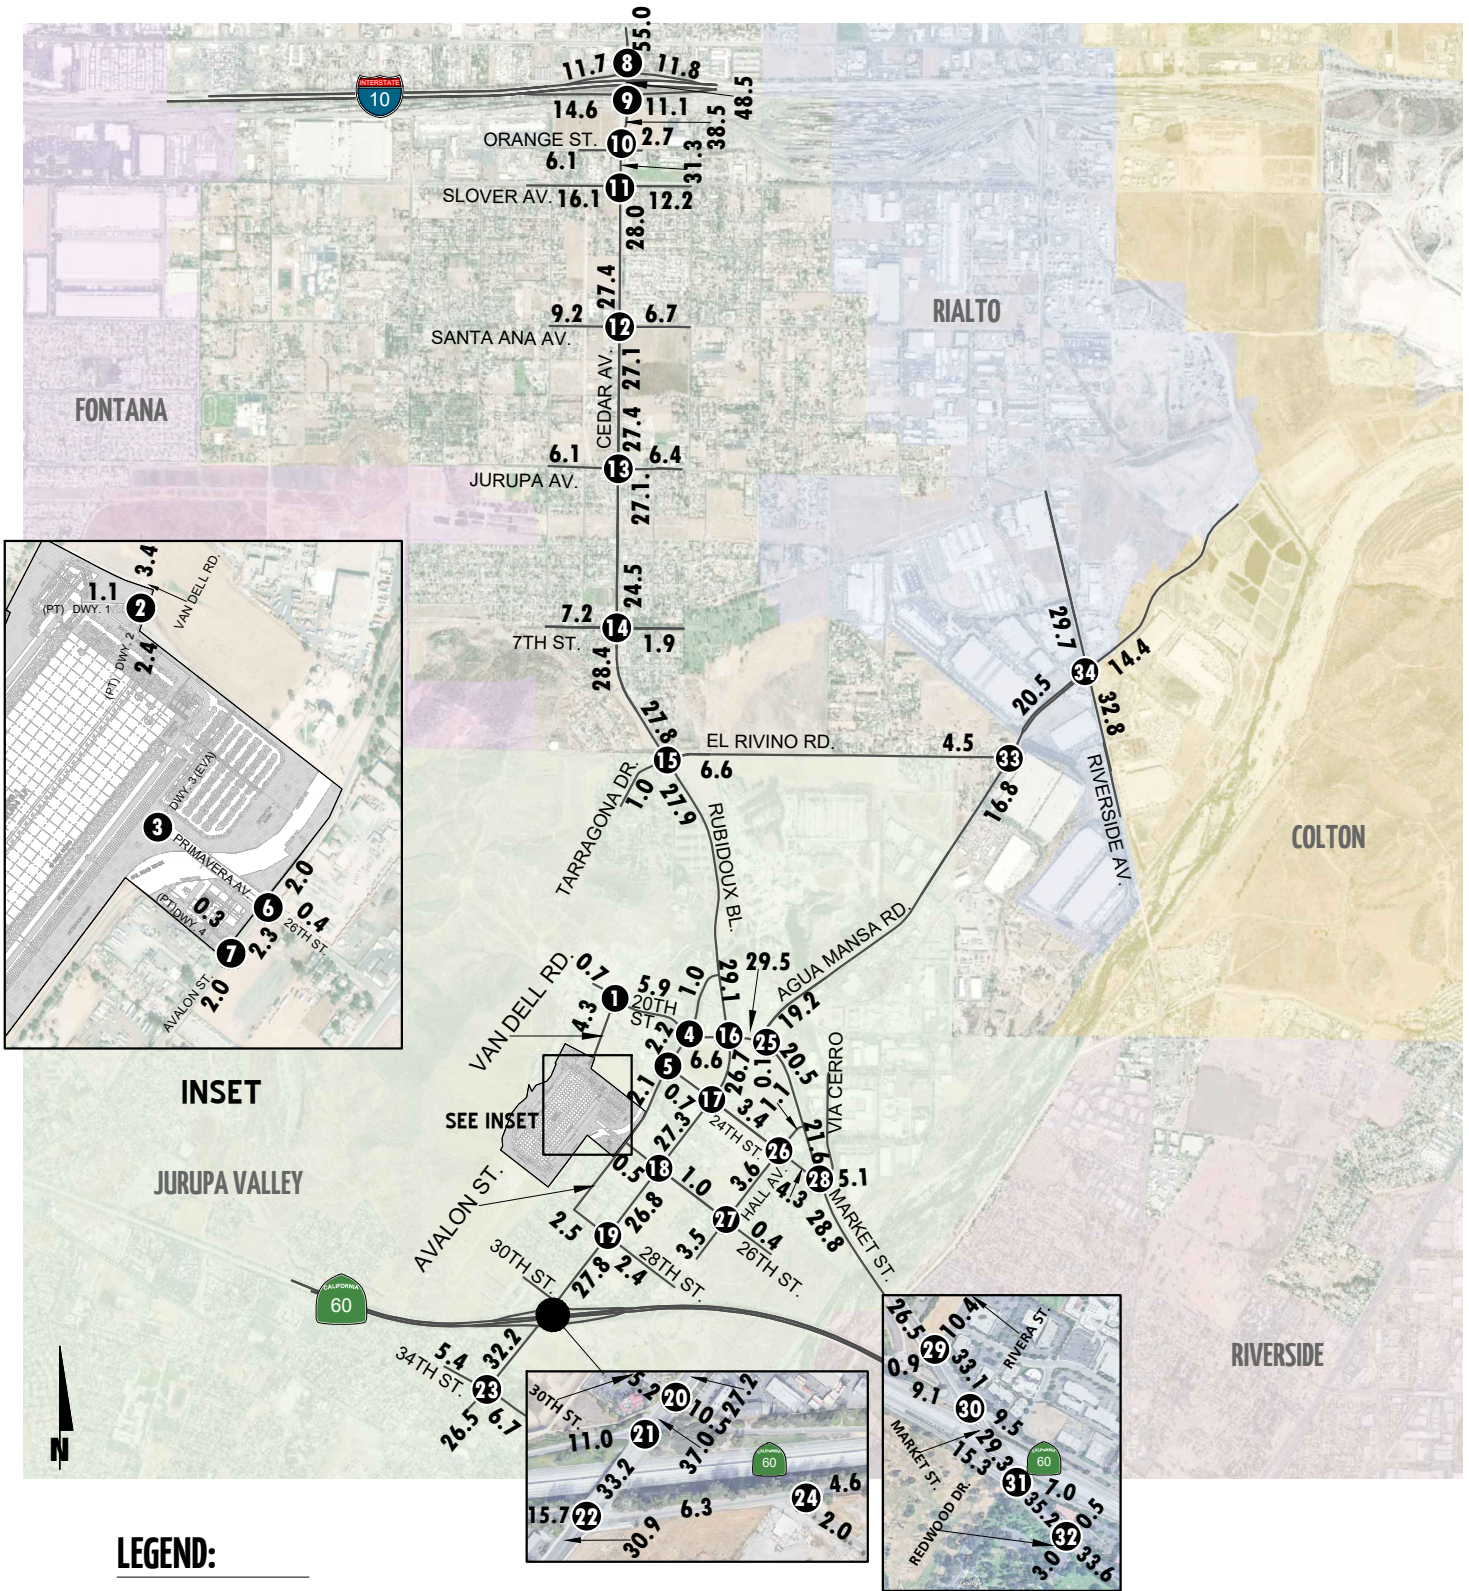 55.0
11.7 8 11.8
INTERSTATE
10
48.5
14.6 9 11.1
38.5
ORANGE ST. 10 2.7
6.1
31.3
SLOVER AV. 16.1 11 12.2
28.0
27.4
9.2 12 6.7
SANTA ANA AV.
RIALTO
27.1
CEDAR AV.
FONTANA
27.4
6.1 13 6.4
JURUPA AV.
27.1
24.5
7.2 14 1.9
7TH ST.
28.4
27.8
29.7
34 14.4
20.5
32.8
EL RIVINO RD.
15 6.6 4.5 33
TARRAGONA DR.
1.0
27.9
16.8
RIVERSIDE AV.
RUBIDOUX BL.
COLTON
AGUA MANSA RD.
3.4
VAN DELL RD.
1.1 2
(PT) DWY. 1
2.4
(PT) DWY. 2
DWY. 3 (EVA)
3
PRIMAVERA AV.
2.0
6
0.4
26TH ST.
0.3
(PT)DWY. 4
2.3
7
AVALON ST.
2.0
INSET
VAN DELL RD.
0.7
1 5.9
20TH
ST.
1.0
29.1
29.5
19.2
4.3
2.2
4 16 25
6.6
5
26.7
0.1
20.5
VIA CERRO
2.1
0.7
17
3.4
1.1
21.6
24TH ST.
SEE INSET
27.3
26
28 5.1
4.3
0.5
18
1.0
3.6
HALL AV.
MARKET ST.
28.8
JURUPA VALLEY
AVALON ST.
26.8
27
0.4
26TH ST.
3.5
2.5
19
28TH ST.
2.4
30TH ST.
27.8
CALIFORNIA
60
32.2
5.4
34TH ST.
23
6.7
26.5
N
30TH ST.
5.2
20
27.2
10.5
21
11.0
37.0
33.2
CALIFORNIA
60
15.7 22
6.3
24 4.6
2.0
30.9
26.5
10.4
RIVERA ST.
29
0.9
33.1
9.1
30
9.5
MARKET ST.
29.3
15.3
CALIFORNIA
60
31
7.0
35.2
0.5
REDWOOD DR.
32
3.0
33.6
RIVERSIDE
LEGEND: